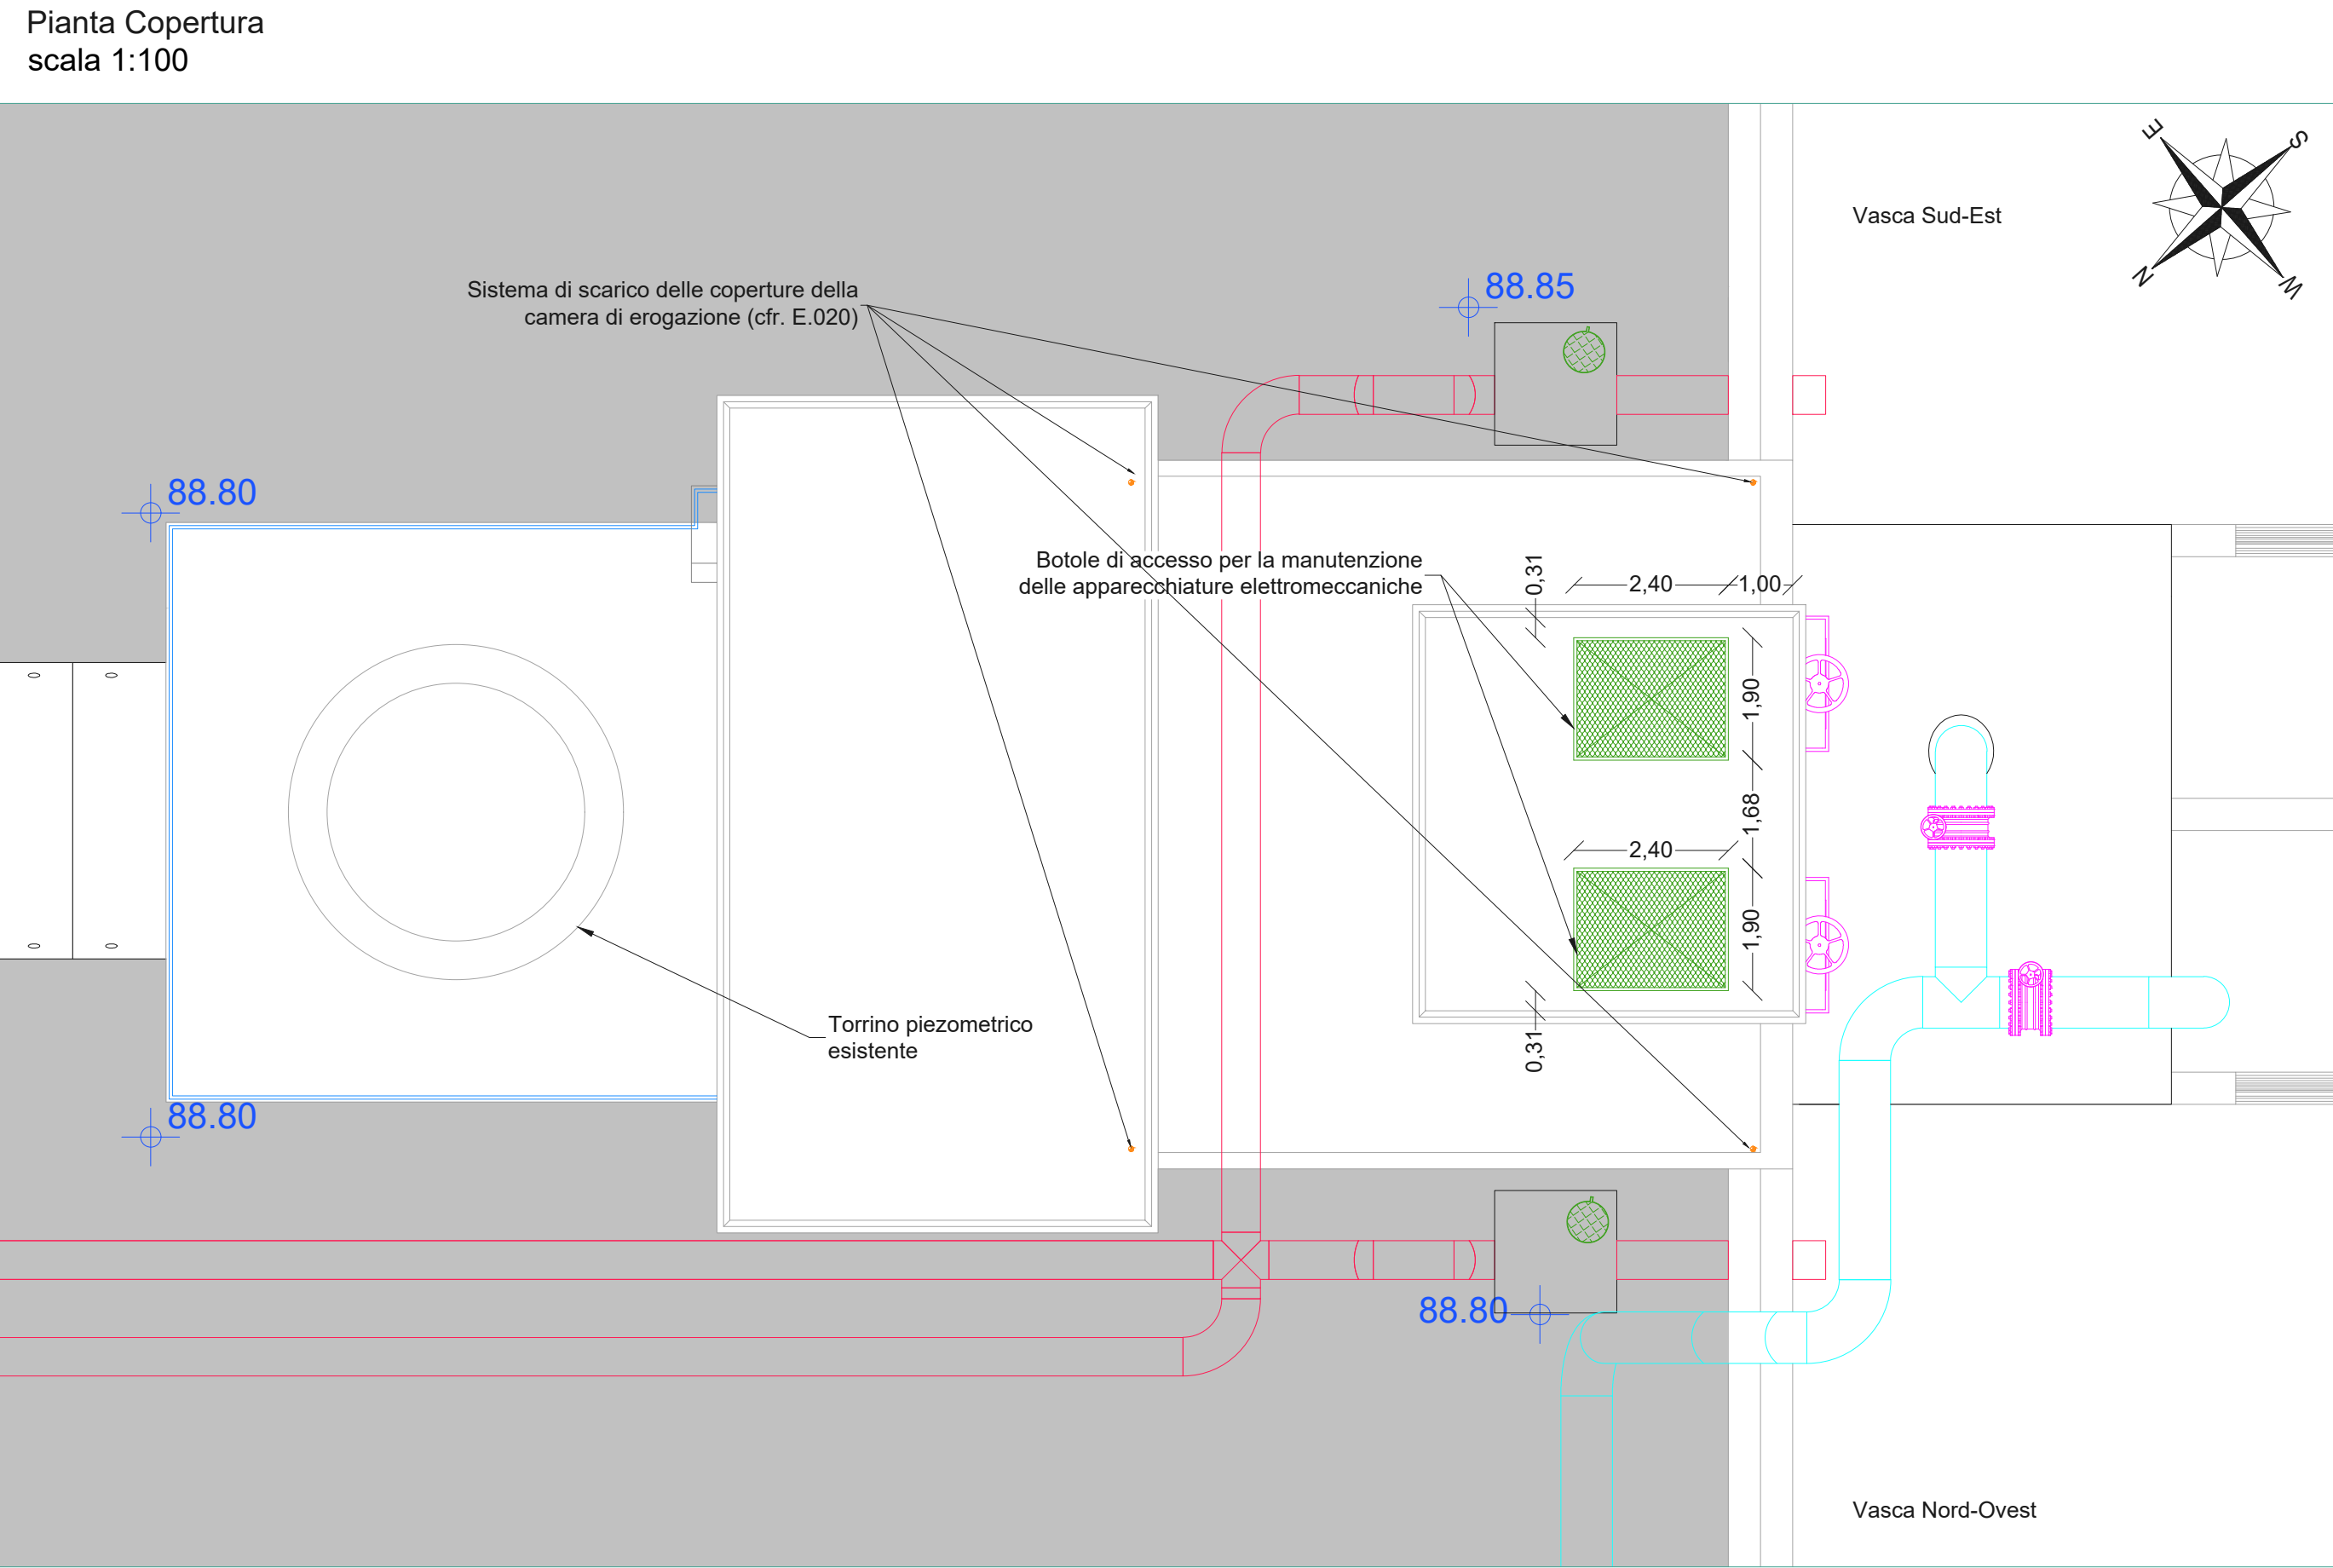 Pianta Copertura
scala 1:100
E
S
N
W
Vasca Sud-Est
Sistema di scarico delle coperture della
camera di erogazione (cfr. E.020)
88.85
88.80
Botole di accesso per la manutenzione
delle apparecchiature elettromeccaniche
0,31
2,40
1,00
1,90
1,68
2,40
1,90
0,31
Torrino piezometrico
esistente
88.80
88.80
Vasca Nord-Ovest